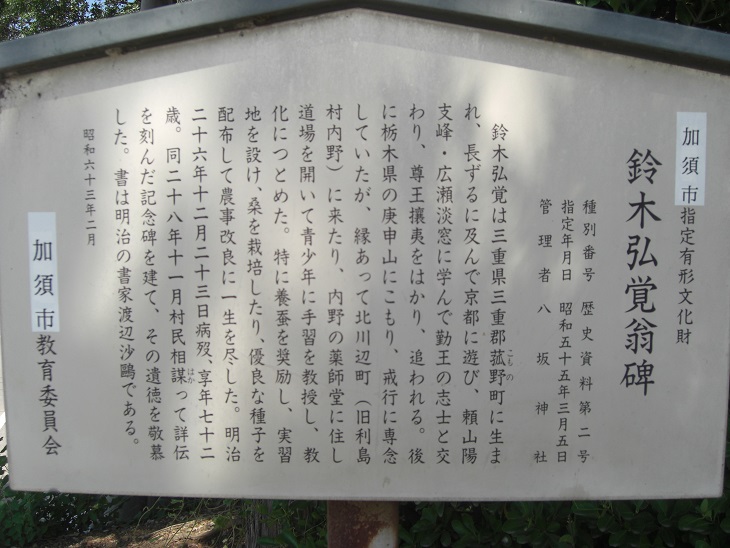 加須市指定有形文化財
鈴木弘覚翁碑
種別番号 歴史資料第二号
指定年月日 昭和五十五年三月五日
管理者 八坂神社
鈴木弘覚は三重県三重郡菰野町に生ま
こもの
れ、長ずるに及んで京都に遊び、頼山陽
支峰・広瀬淡窓に学んで勤王の志士と交
わり、尊王攘夷をはかり、追われる。後
に栃木県の庚申山にこもり、戒行に専念
していたが、縁あって北川辺町（旧利島
村内野）に来たり、内野の薬師堂に住し
道場を開いて青少年に手習を教授し、教
化につとめた。特に養蚕を奨励し、実習
地を設け、桑を栽培したり、優良な種子を
配布して農事改良に一生を尽した。明治
二十六年十二月二十三日病歿、享年七十二
歳。同二十八年十一月村民相謀って詳伝
はか
を刻んだ記念碑を建て、その遺徳を敬慕
した。書は明治の書家渡辺沙鷗である。
昭和六十三年二月
加須市教育委員会